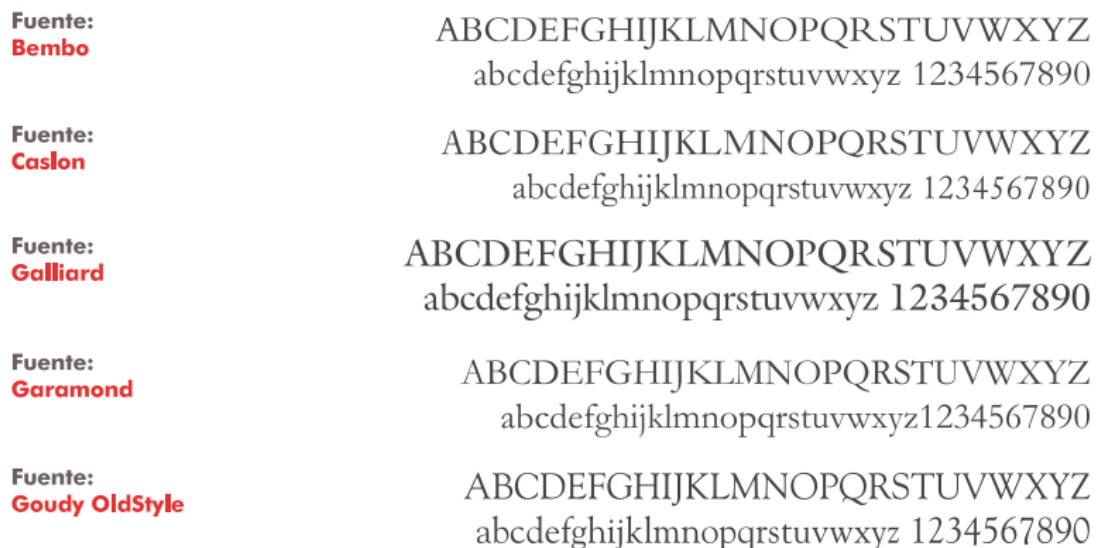 Fuente:
Bembo
ABCDEFGHIJKLMNOPQRSTUVWXYZ
abcdefghijklmnopqrstuvwxyz 1234567890
Fuente:
Caslon
ABCDEFGHIJKLMNOPQRSTUVWXYZ
abcdefghijklmnopqrstuvwxyz 1234567890
Fuente:
Galliard
ABCDEFGHIJKLMNOPQRSTUVWXYZ
abcdefghijklmnopqrstuvwxyz 1234567890
Fuente:
Garamond
ABCDEFGHIJKLMNOPQRSTUVWXYZ
abcdefghijklmnopqrstuvwxyz1234567890
Fuente:
Goudy OldStyle
ABCDEFGHIJKLMNOPQRSTUVWXYZ
abcdefghijklmnopqrstuvwxyz 1234567890